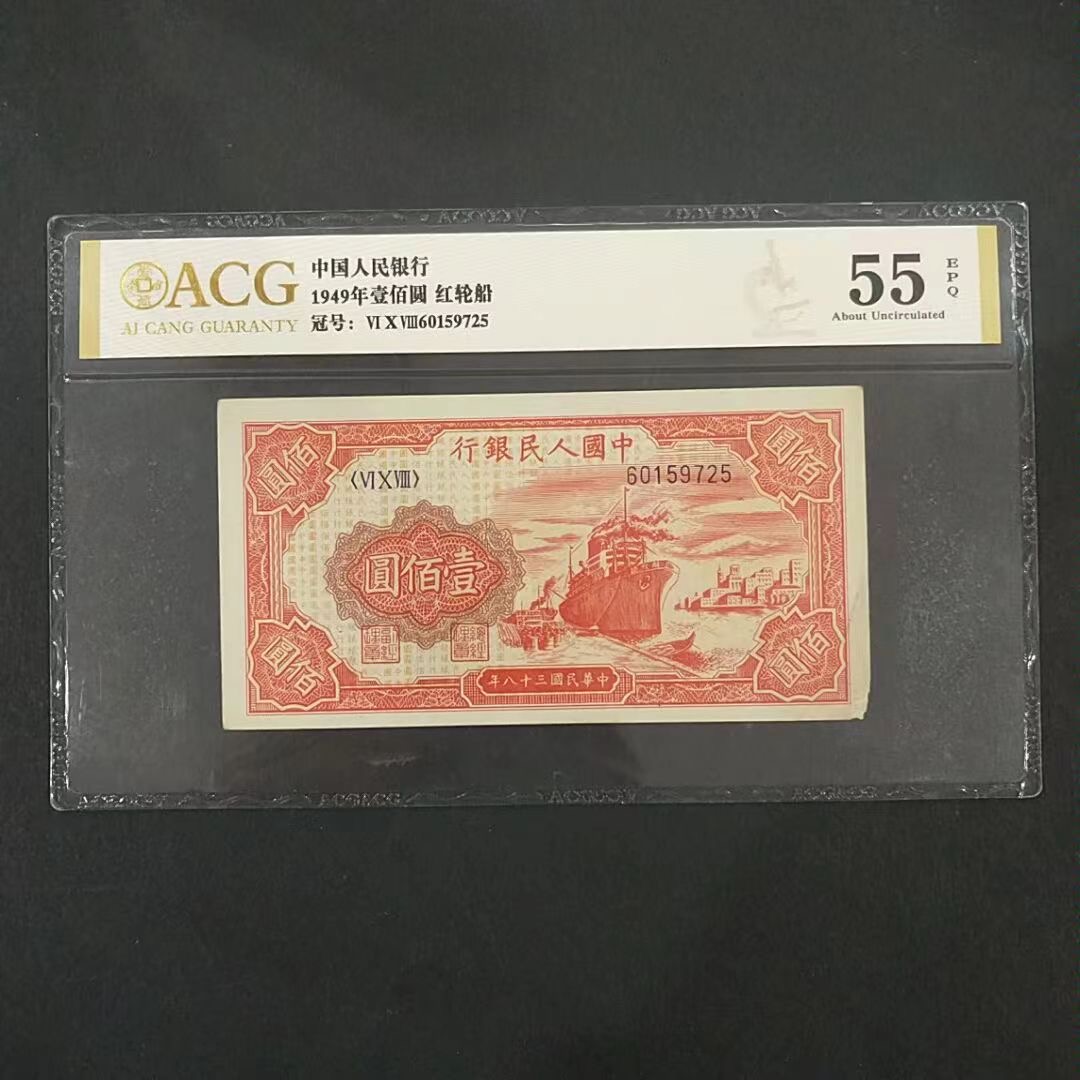 ACG
AI CANG GUARANTY
中国人民银行
1949年壹佰圆 红轮船
冠号：ⅥⅩⅧ60159725
55
EPQ
About Uncirculated
行銀民人國中
〈ⅥⅩⅧ〉
60159725
圓佰
圓佰
圓佰壹
圓佰
圓佰
年八十三國民華中